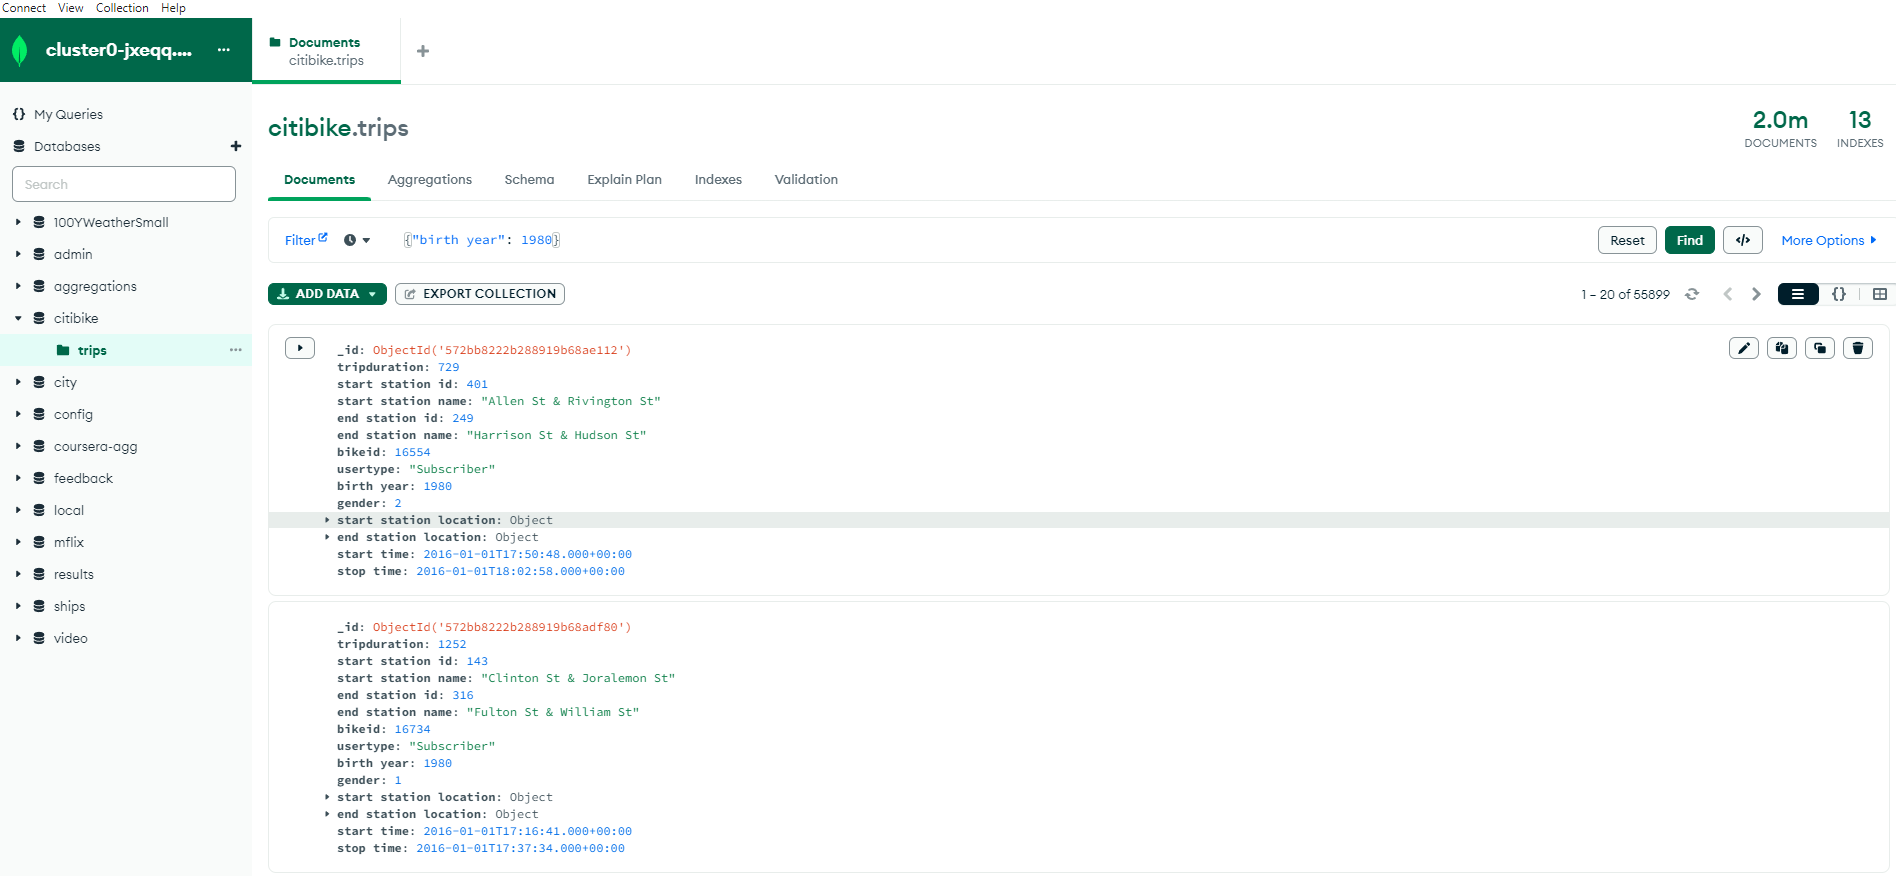 Connect View Collection Help
cluster0-jxeqq.... ...
Documents
citibike.trips
+
{} My Queries
Databases +
Search
100YWeatherSmall
admin
aggregations
citibike
trips ...
city
config
coursera-agg
feedback
local
mflix
results
ships
video
citibike.trips
2.0m 13
DOCUMENTS INDEXES
Documents Aggregations Schema Explain Plan Indexes Validation
Filter {"birth year": 1980} Reset Find </> More Options
ADD DATA EXPORT COLLECTION 1 – 20 of 55899 {}
_id: ObjectId('572bb8222b288919b68ae112')
tripduration: 729
start station id: 401
start station name: "Allen St & Rivington St"
end station id: 249
end station name: "Harrison St & Hudson St"
bikeid: 16554
usertype: "Subscriber"
birth year: 1980
gender: 2
start station location: Object
end station location: Object
start time: 2016-01-01T17:50:48.000+00:00
stop time: 2016-01-01T18:02:58.000+00:00
_id: ObjectId('572bb8222b288919b68adf80')
tripduration: 1252
start station id: 143
start station name: "Clinton St & Joralemon St"
end station id: 316
end station name: "Fulton St & William St"
bikeid: 16734
usertype: "Subscriber"
birth year: 1980
gender: 1
start station location: Object
end station location: Object
start time: 2016-01-01T17:16:41.000+00:00
stop time: 2016-01-01T17:37:34.000+00:00